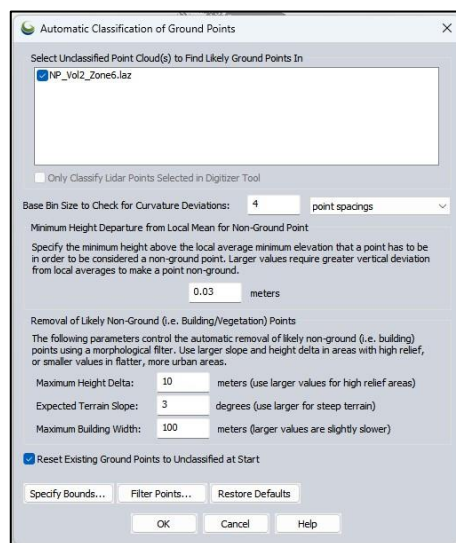 Automatic Classification of Ground Points
Select Unclassified Point Cloud(s) to Find Likely Ground Points In
NP_Vol2_Zone6.laz
Only Classify Lidar Points Selected in Digitizer Tool
Base Bin Size to Check for Curvature Deviations: 4 point spacings
Minimum Height Departure from Local Mean for Non-Ground Point
Specify the minimum height above the local average minimum elevation that a point has to be
in order to be considered a non-ground point. Larger values require greater vertical deviation
from local averages to make a point non-ground.
0.03 meters
Removal of Likely Non-Ground (i.e. Building/Vegetation) Points
The following parameters control the automatic removal of likely non-ground (i.e. building)
points using a morphological filter. Use larger slope and height delta in areas with high relief,
or smaller values in flatter, more urban areas.
Maximum Height Delta: 10 meters (use larger values for high relief areas)
Expected Terrain Slope: 3 degrees (use larger for steep terrain)
Maximum Building Width: 100 meters (larger values are slightly slower)
Reset Existing Ground Points to Unclassified at Start
Specify Bounds... Filter Points... Restore Defaults
OK Cancel Help